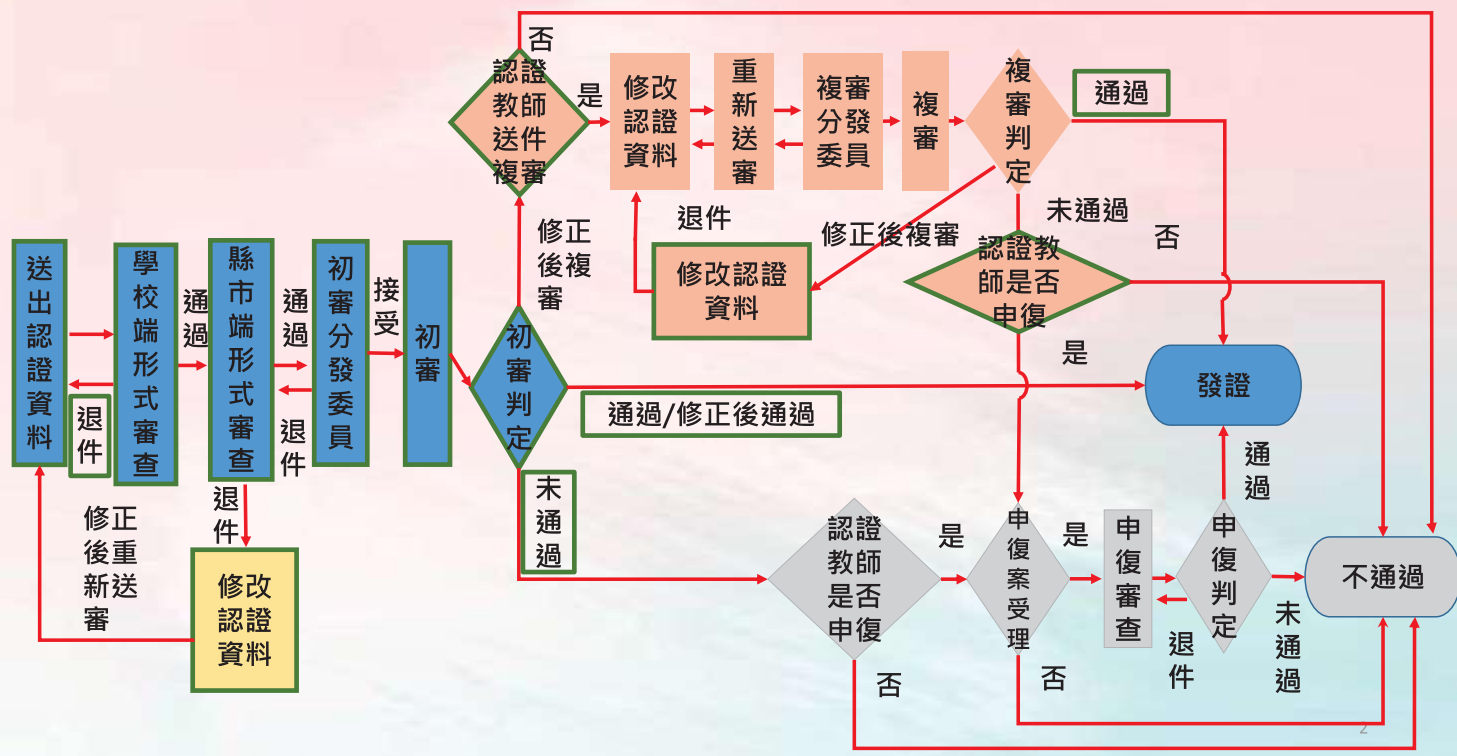 否
認證
教師
送件
複審
是
修改
認證
資料
重
新
送
審
複審
分發
委員
複
審
複
審
判
定
通過
退件
修正後複審
未通過
否
修改認證
資料
認證教
師是否
申復
是
修正
後複
審
送
出
認
證
資
料
學
校
端
形
式
審
查
通
過
縣
市
端
形
式
審
查
通
過
初
審
分
發
委
員
接
受
初
審
初
審
判
定
退
件
退
件
通過/修正後通過
發證
未
通
過
退
件
修正
後重
新送
審
修改
認證
資料
認證
教師
是否
申復
是
申
復
案
受
理
是
申
復
審
查
申
復
判
定
通
過
不通過
退
件
未
通
過
否
否
2